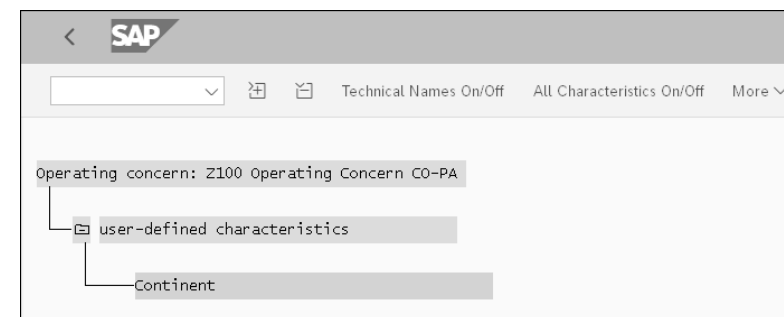 SAP
Technical Names On/Off All Characteristics On/Off More
Operating concern: Z100 Operating Concern CO-PA
user-defined characteristics
Continent